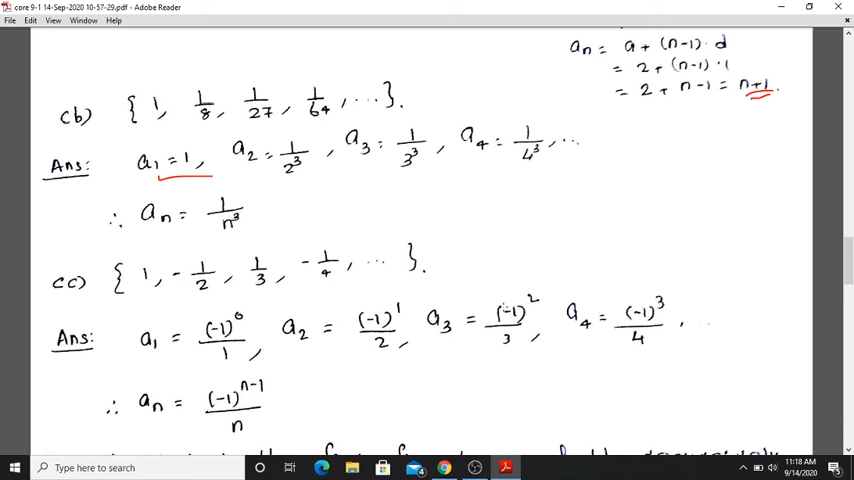 core 9-1 14-Sep-2020 10-57-29.pdf - Adobe Reader
File Edit View Window Help
aₙ = a + (n-1) · d
= 2 + (n-1) · 1
= 2 + n-1 = n+1.
(b) { 1, 1/8, 1/27, 1/64, ... }.
Ans: a₁ = 1, a₂ = 1/2³, a₃ = 1/3³, a₄ = 1/4³, ...
∴ aₙ = 1/n³
(c) { 1, -1/2, 1/3, -1/4, ... }.
Ans: a₁ = (-1)⁰/1, a₂ = (-1)¹/2, a₃ = (-1)²/3, a₄ = (-1)³/4, ...
∴ aₙ = (-1)ⁿ⁻¹/n
Type here to search
11:18 AM
9/14/2020